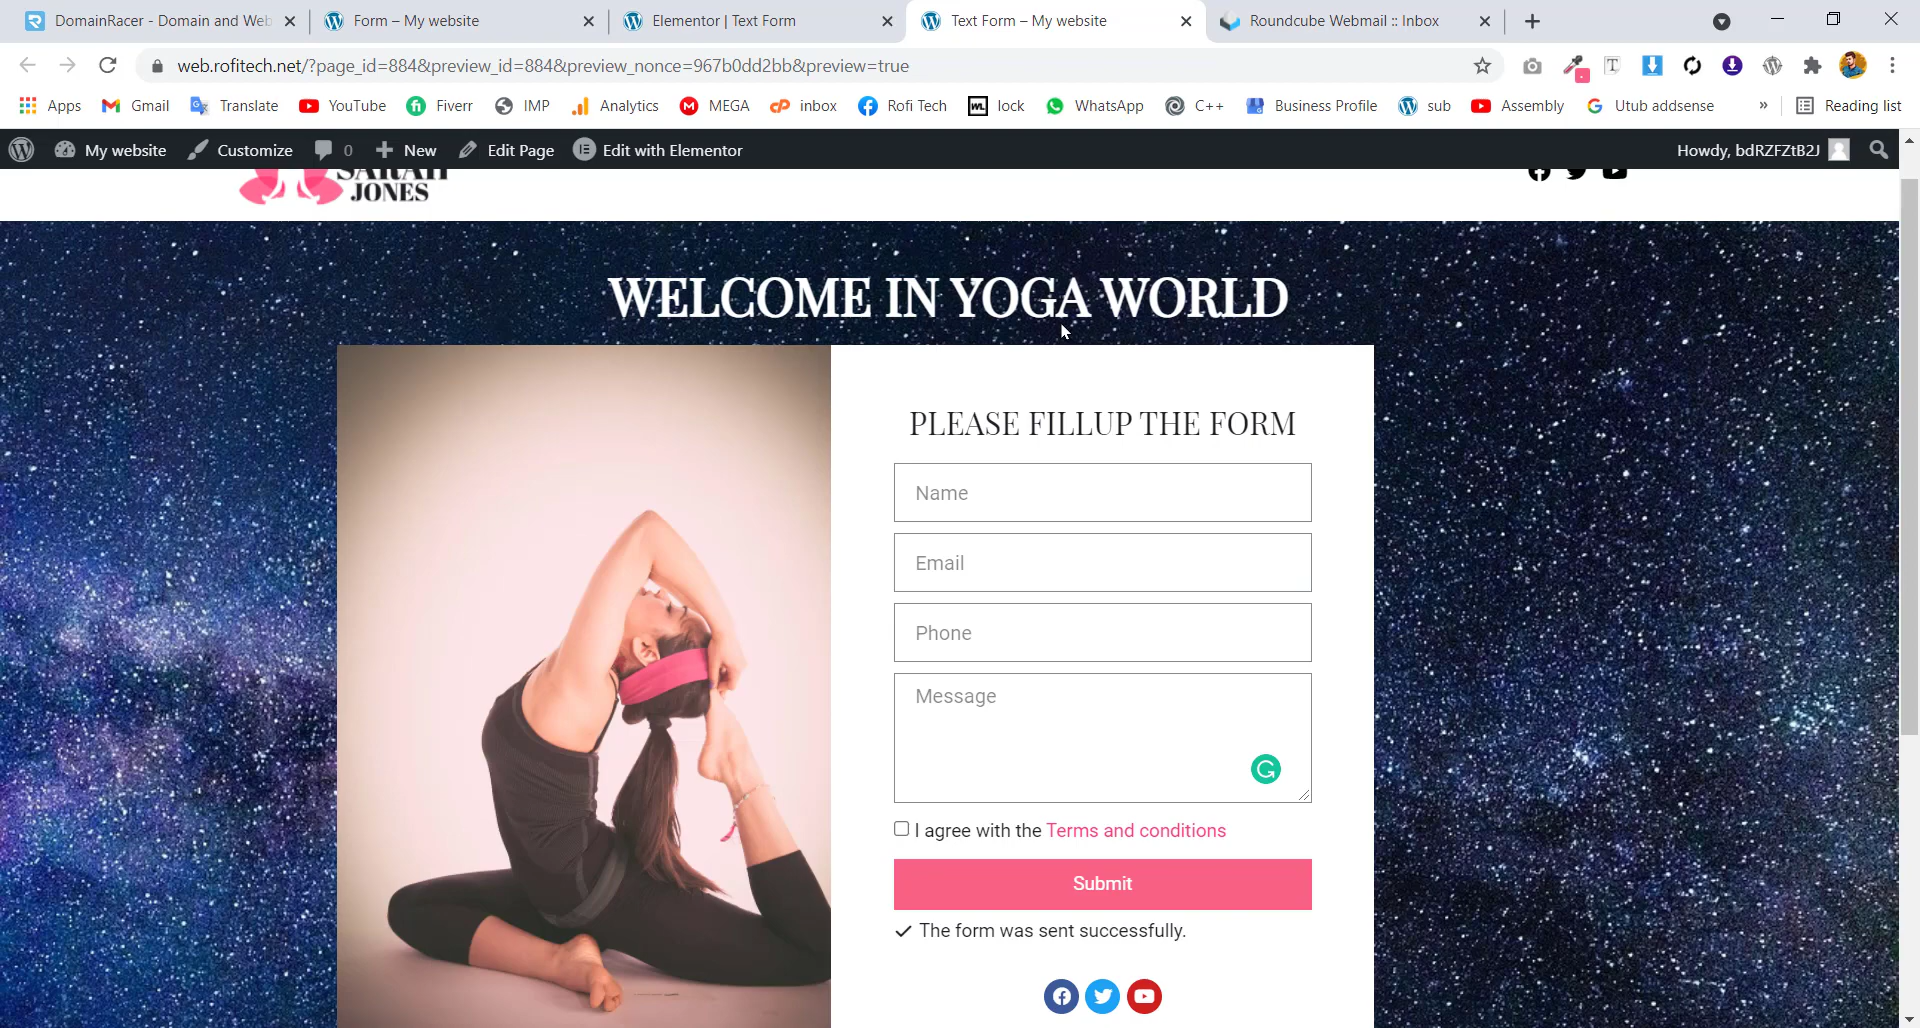 DomainRacer - Domain and Web
Form – My website
Elementor | Text Form
Text Form – My website
Roundcube Webmail :: Inbox
web.rofitech.net/?page_id=884&preview_id=884&preview_nonce=967b0dd2bb&preview=true
Apps Gmail Translate YouTube Fiverr IMP Analytics MEGA inbox Rofi Tech lock WhatsApp C++ Business Profile sub Assembly Utub addsense » Reading list
My website Customize 0 New Edit Page Edit with Elementor Howdy, bdRZFZtB2J
SARAH
JONES
WELCOME IN YOGA WORLD
PLEASE FILLUP THE FORM
Name
Email
Phone
Message
I agree with the Terms and conditions
Submit
The form was sent successfully.